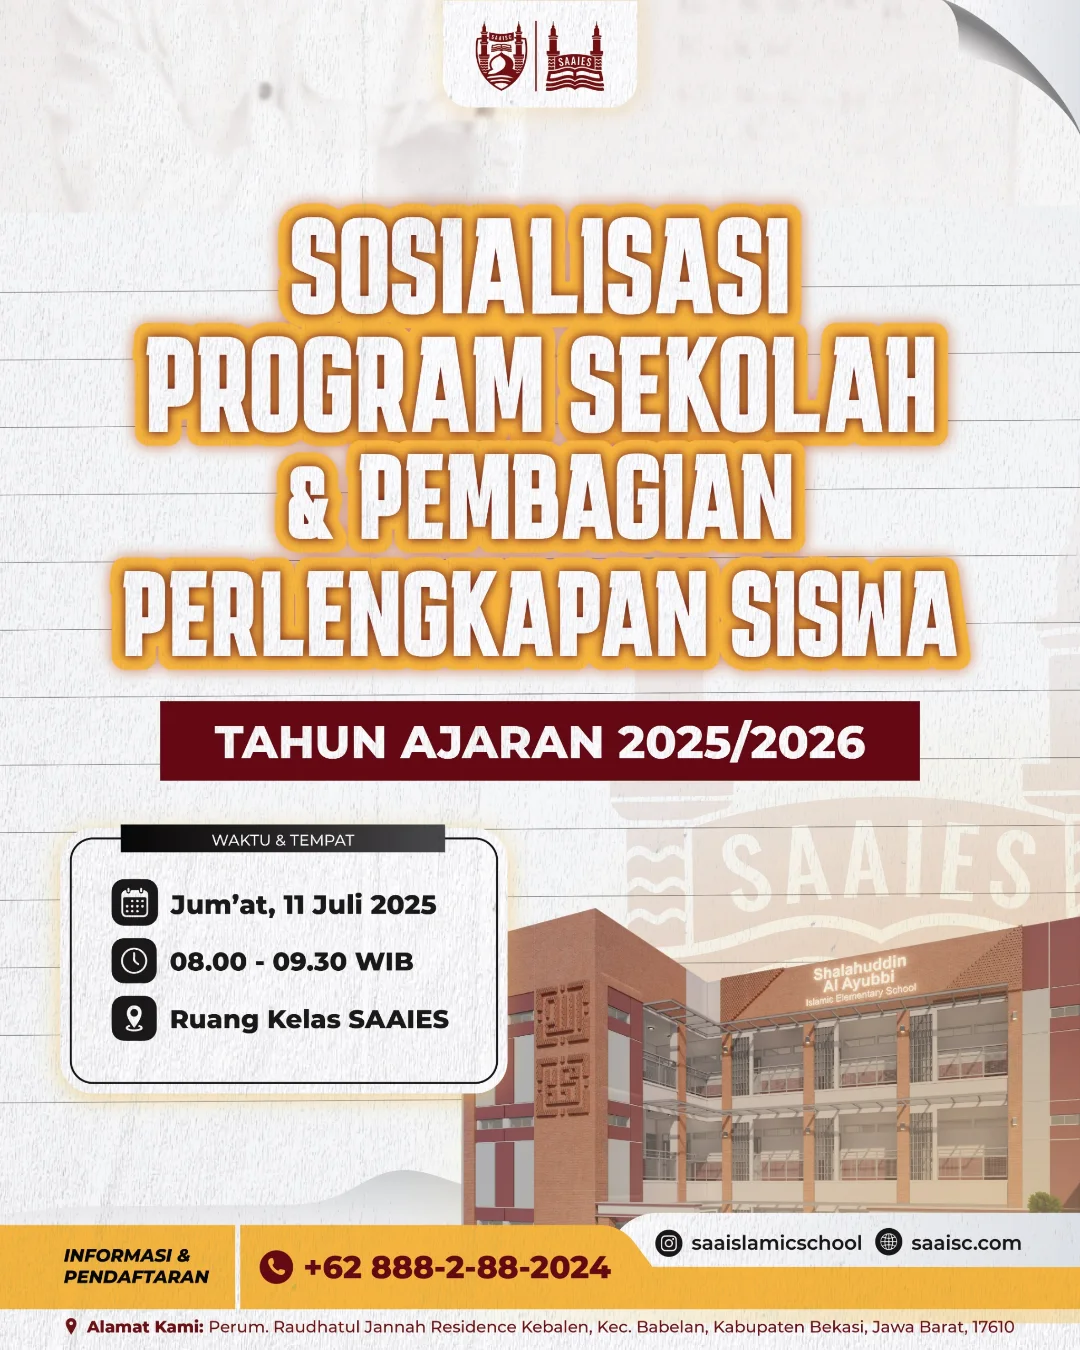 SAAISC
SAAIES
SOSIALISASI
PROGRAM SEKOLAH
& PEMBAGIAN
PERLENGKAPAN SISWA
TAHUN AJARAN 2025/2026
WAKTU & TEMPAT
Jum'at, 11 Juli 2025
08.00 - 09.30 WIB
Ruang Kelas SAAIES
SAAIES
Shalahuddin
Al Ayubbi
Islamic Elementary School
INFORMASI &
PENDAFTARAN
+62 888-2-88-2024
saaislamicschool
saaisc.com
Alamat Kami: Perum. Raudhatul Jannah Residence Kebalen, Kec. Babelan, Kabupaten Bekasi, Jawa Barat, 17610